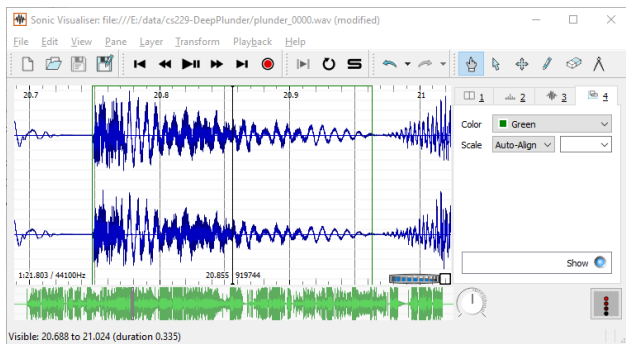 Sonic Visualiser: file:///E:/data/cs229-DeepPlunder/plunder_0000.wav (modified)
File Edit View Pane Layer Transform Playback Help
20.7 20.8 20.9 21
1 2 3 4
Color Green
Scale Auto-Align
1:21.803 / 44100Hz 20.855 919744
Show
Visible: 20.688 to 21.024 (duration 0.335)